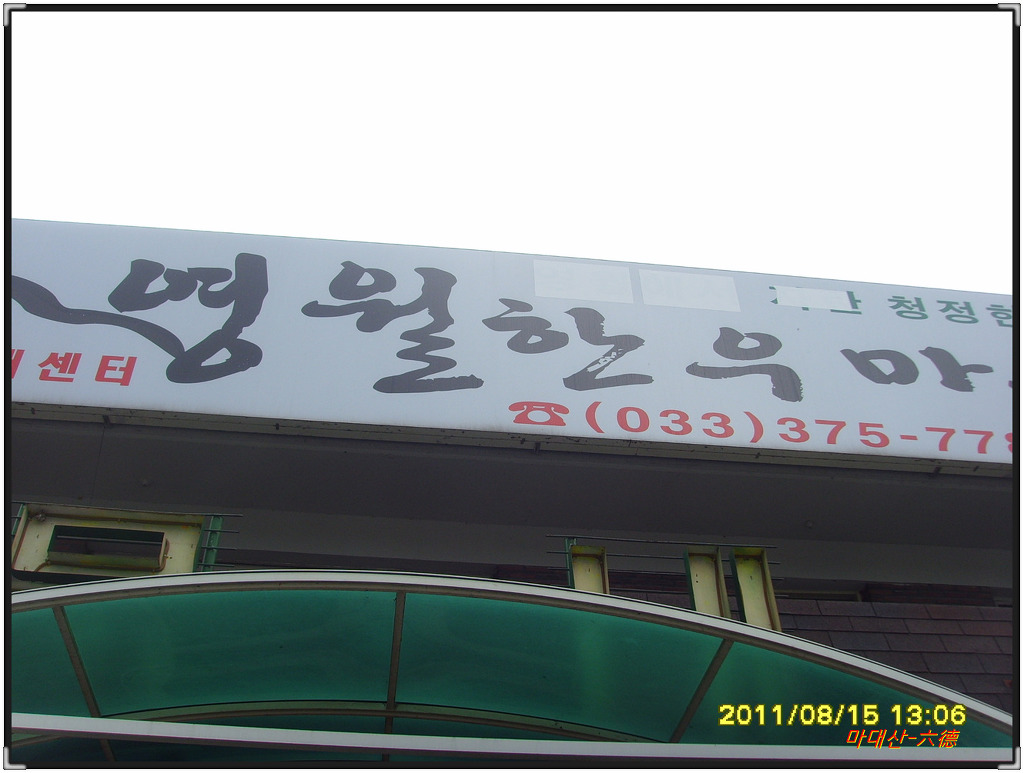 청정한
영월한우마
센터
☎(033)375-77
2011/08/15 13:06
마대산-六德